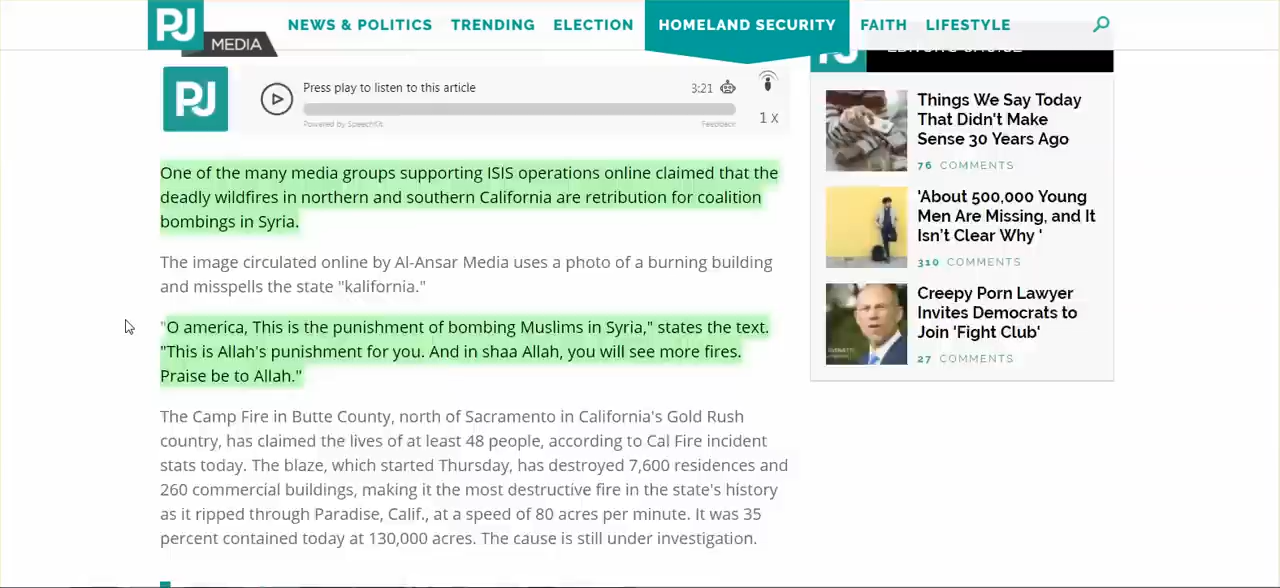 PJ
MEDIA
NEWS & POLITICS
TRENDING
ELECTION
HOMELAND SECURITY
FAITH
LIFESTYLE
PJ
Press play to listen to this article
3:21
Powered by SpeechKit
Feedback
1 x
One of the many media groups supporting ISIS operations online claimed that the
deadly wildfires in northern and southern California are retribution for coalition
bombings in Syria.
The image circulated online by Al-Ansar Media uses a photo of a burning building
and misspells the state "kalifornia."
"O america, This is the punishment of bombing Muslims in Syria," states the text.
"This is Allah's punishment for you. And in shaa Allah, you will see more fires.
Praise be to Allah."
The Camp Fire in Butte County, north of Sacramento in California's Gold Rush
country, has claimed the lives of at least 48 people, according to Cal Fire incident
stats today. The blaze, which started Thursday, has destroyed 7,600 residences and
260 commercial buildings, making it the most destructive fire in the state's history
as it ripped through Paradise, Calif., at a speed of 80 acres per minute. It was 35
percent contained today at 130,000 acres. The cause is still under investigation.
Things We Say Today
That Didn't Make
Sense 30 Years Ago
76 COMMENTS
'About 500,000 Young
Men Are Missing, and It
Isn't Clear Why '
310 COMMENTS
Creepy Porn Lawyer
Invites Democrats to
Join 'Fight Club'
27 COMMENTS